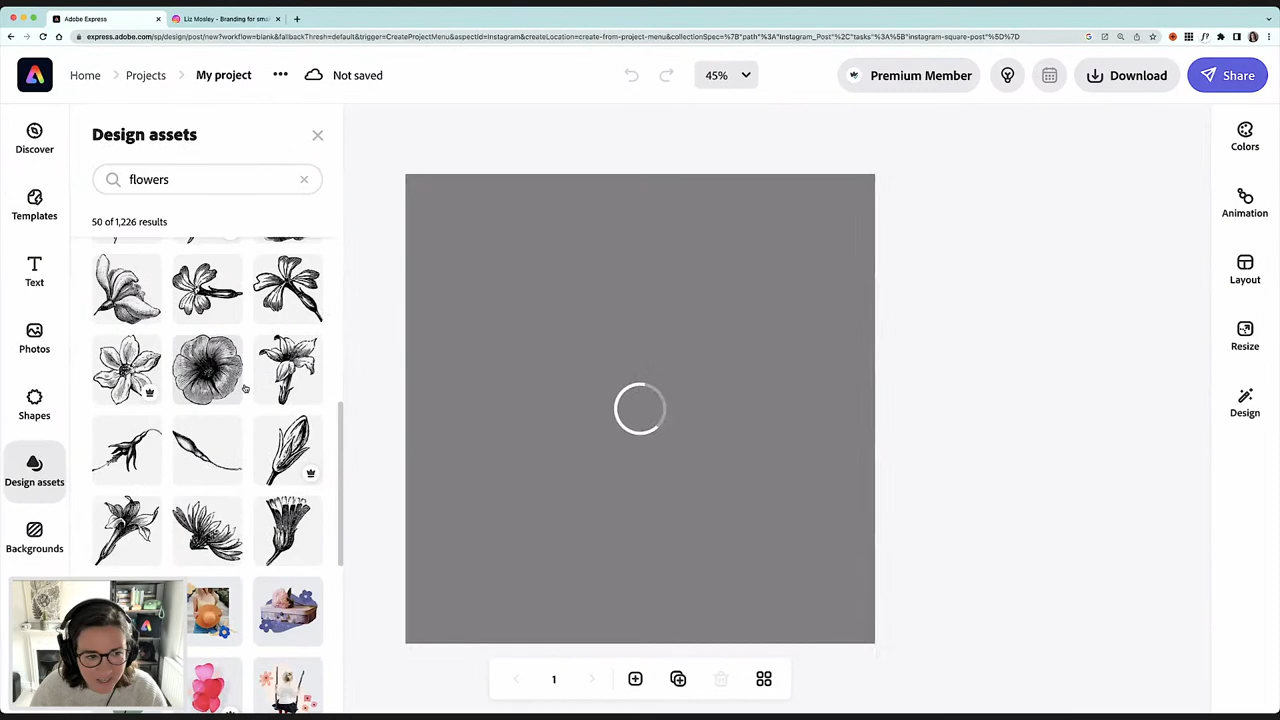 Adobe Express
Liz Mosley - Branding for smal
express.adobe.com/sp/design/post/new?workflow=blank&fallbackThresh=default&trigger=CreateProjectMenu&aspectId=Instagram&createLocation=create-from-project-menu&collectionSpec=%7B"path"%3A"Instagram_Post"%2C"tasks"%3A%5B"instagram-square-post"%5D%7D
Home
Projects
My project
Not saved
45%
Premium Member
Download
Share
Discover
Templates
Text
Photos
Shapes
Design assets
Backgrounds
Design assets
flowers
50 of 1,226 results
1
Colors
Animation
Layout
Resize
Design